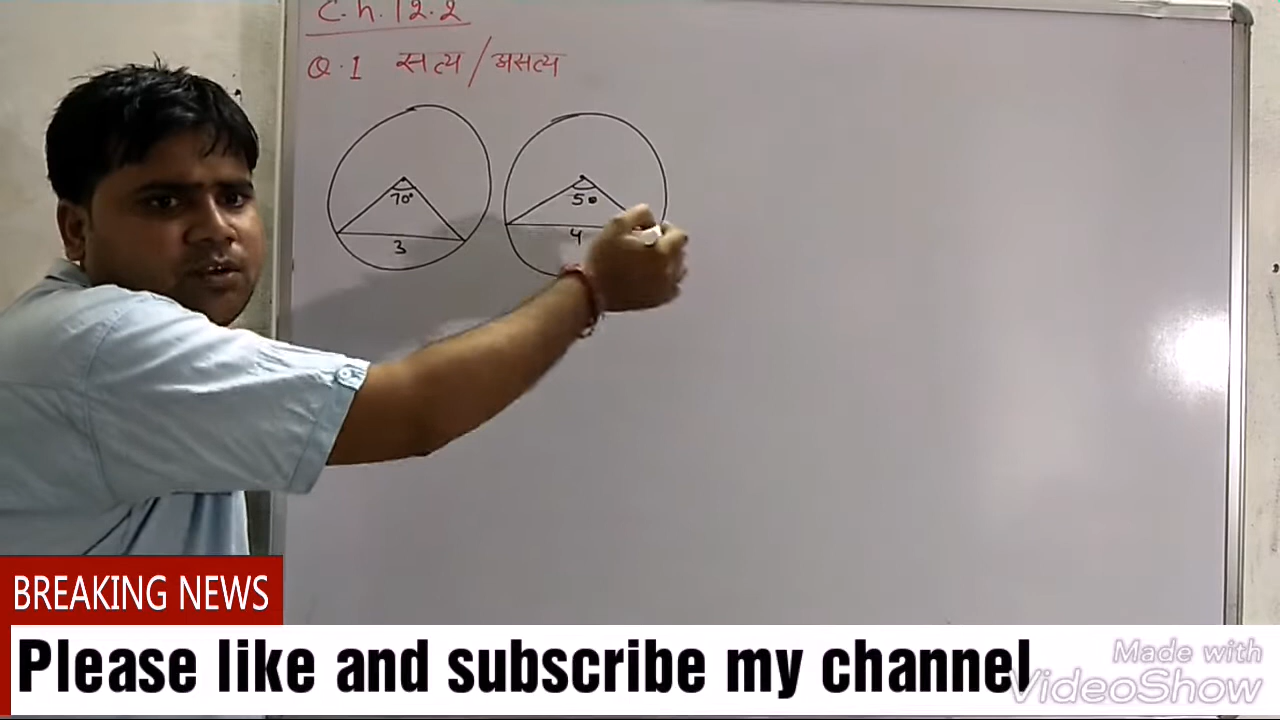 C.h.12.2
Q.1 सत्य/असत्य
70°
3
50
4
BREAKING NEWS
Please like and subscribe my channel
Made with
VideoShow